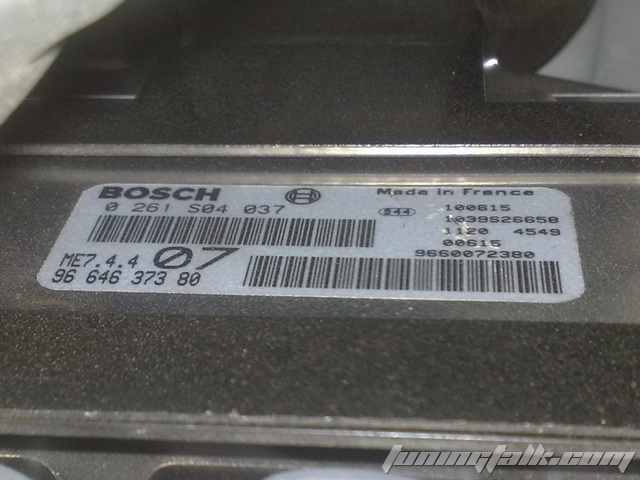 BOSCH
Made in France
0 261 S04 037
100615
844
1039S26658
1120 4549
00615
ME7.4.4 07
9660072380
96 646 373 80
tuningtalk.com